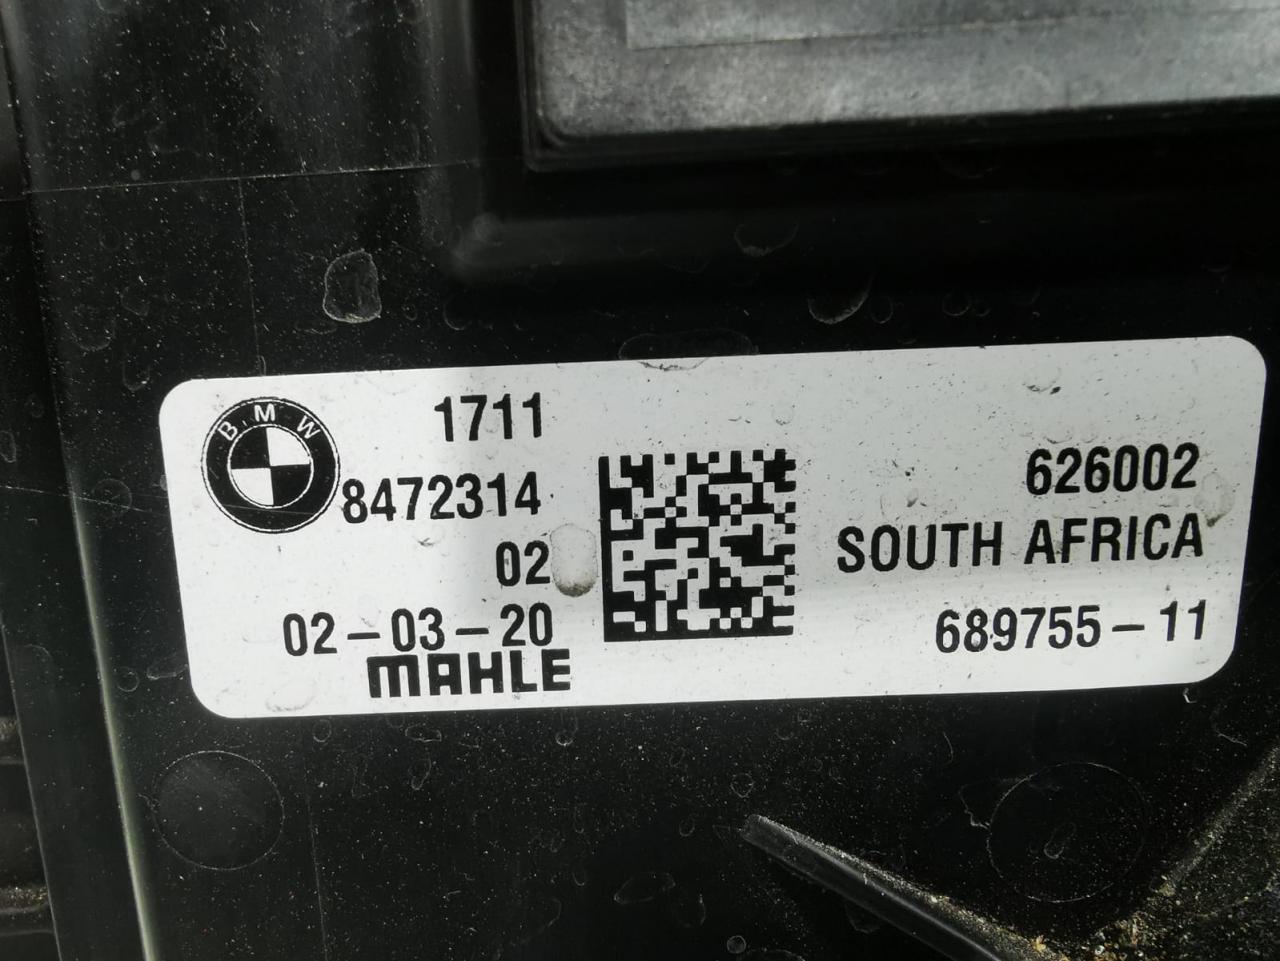 BMW
1711
8472314
02
02-03-20
MAHLE
626002
SOUTH AFRICA
689755-11